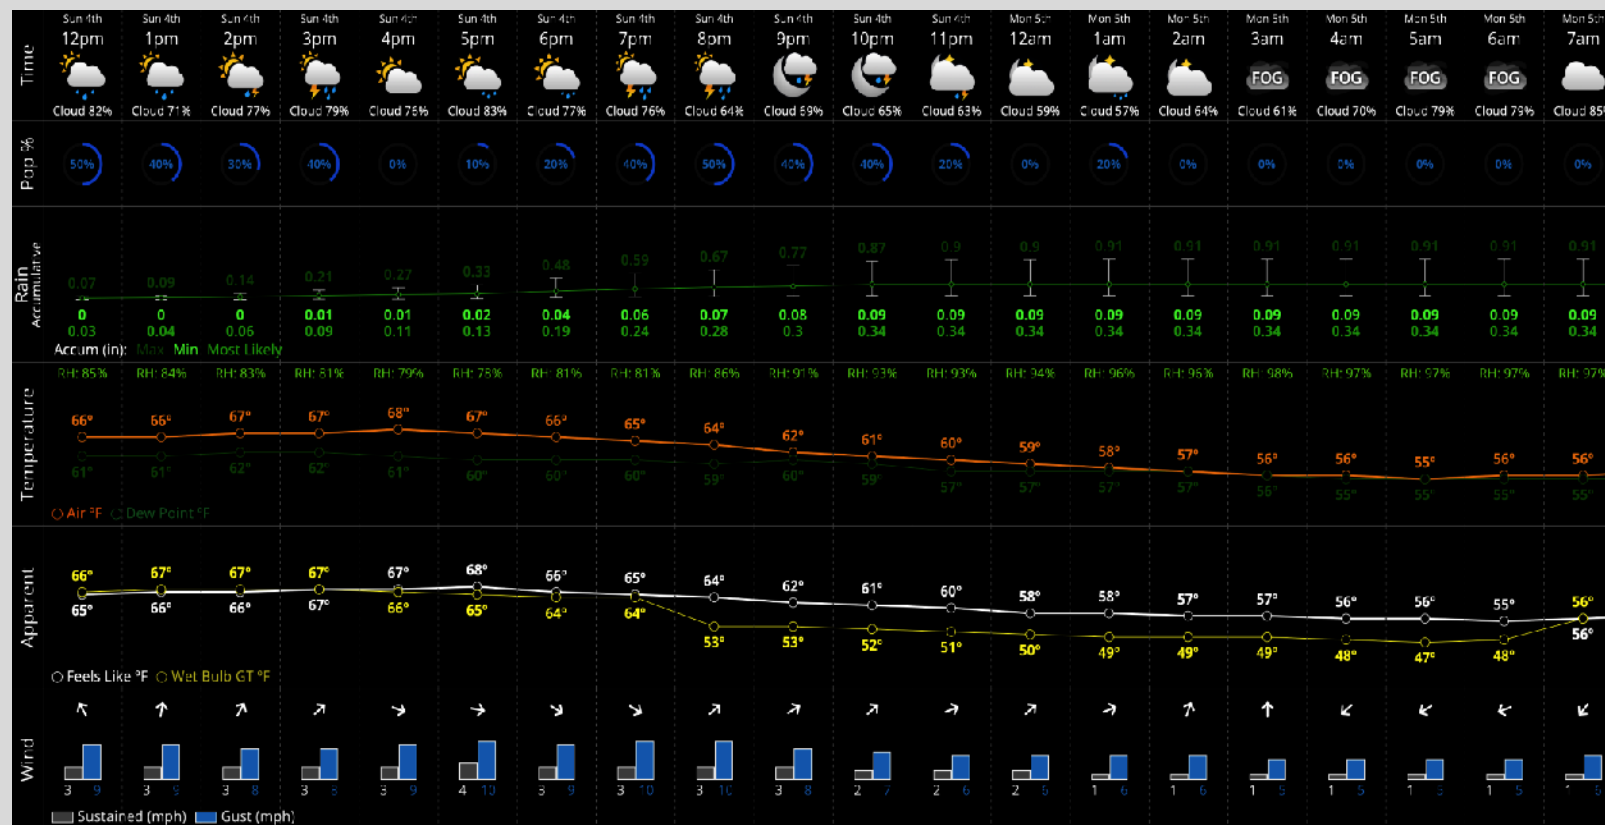 Sun 4th Sun 4th Sun 4th Sun 4th Sun 4th Sun 4th Sun 4th Sun 4th Sun 4th Sun 4th Sun 4th Sun 4th Mon 5th Mon 5th Mon 5th Mon 5th Mon 5th Mon 5th Mon 5th Mon 5th
12pm 1pm 2pm 3pm 4pm 5pm 6pm 7pm 8pm 9pm 10pm 11pm 12am 1am 2am 3am 4am 5am 6am 7am
Time
FOG FOG FOG FOG
Cloud 82% Cloud 71% Cloud 77% Cloud 79% Cloud 76% Cloud 83% Cloud 77% Cloud 76% Cloud 64% Cloud 69% Cloud 65% Cloud 63% Cloud 59% Cloud 57% Cloud 64% Cloud 61% Cloud 70% Cloud 79% Cloud 79% Cloud 85%
Pop %
50% 40% 30% 40% 0% 10% 20% 40% 50% 40% 40% 20% 0% 20% 0% 0% 0% 0% 0% 0%
Rain
Accumulative
0.07 0.09 0.14 0.21 0.27 0.33 0.48 0.59 0.67 0.77 0.87 0.9 0.9 0.91 0.91 0.91 0.91 0.91 0.91 0.91
0 0 0 0.01 0.01 0.02 0.04 0.06 0.07 0.08 0.09 0.09 0.09 0.09 0.09 0.09 0.09 0.09 0.09 0.09
0.03 0.04 0.06 0.09 0.11 0.13 0.19 0.24 0.28 0.3 0.34 0.34 0.34 0.34 0.34 0.34 0.34 0.34 0.34 0.34
Accum (in): Max Min Most Likely
RH: 85% RH: 84% RH: 83% RH: 81% RH: 79% RH: 78% RH: 81% RH: 81% RH: 86% RH: 91% RH: 93% RH: 93% RH: 94% RH: 96% RH: 96% RH: 98% RH: 97% RH: 97% RH: 97% RH: 97%
Temperature
66° 66° 67° 67° 68° 67° 66° 65° 64° 62° 61° 60° 59° 58° 57° 56° 56° 55° 56° 56°
61° 61° 62° 62° 61° 60° 60° 60° 59° 60° 59° 57° 57° 57° 57° 56° 55° 55° 55° 55°
Air °F Dew Point °F
Apparent
66° 67° 67° 67° 67° 68° 66° 65° 64° 62° 61° 60° 58° 58° 57° 57° 56° 56° 55° 56°
65° 66° 66° 67° 66° 65° 64° 64° 53° 53° 52° 51° 50° 49° 49° 49° 48° 47° 48° 56°
Feels Like °F Wet Bulb GT °F
Wind
3 9 3 9 3 8 3 8 3 9 4 10 3 9 3 10 3 10 3 8 2 7 2 6 2 6 1 6 1 6 1 5 1 5 1 5 1 5 1 6
Sustained (mph) Gust (mph)